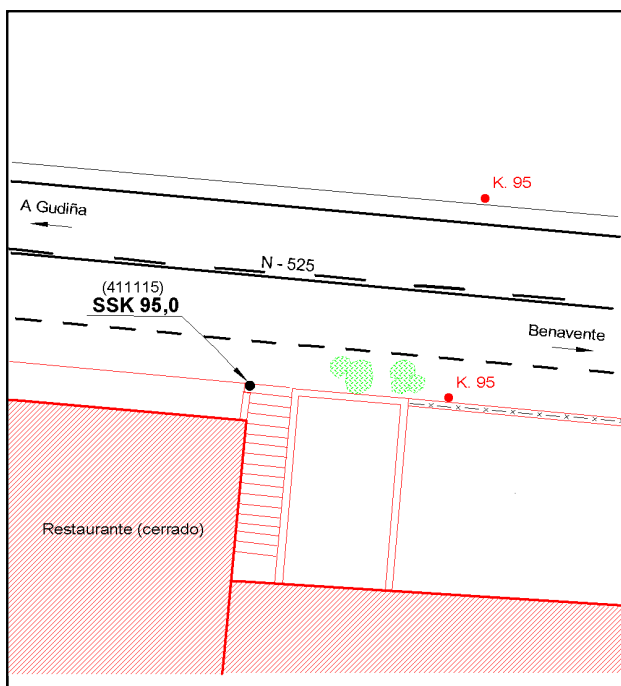 K. 95
A Gudiña
N - 525
(411115)
SSK 95,0
Benavente
K. 95
Restaurante (cerrado)